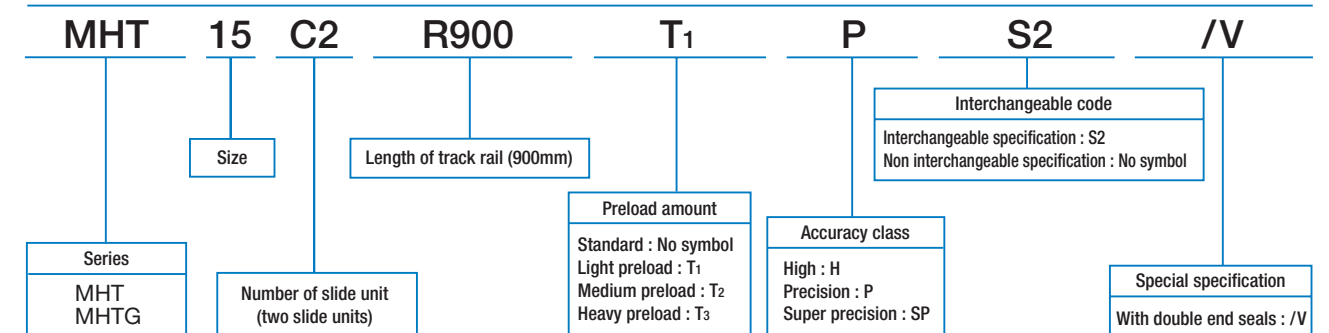 MHT 15 C2 R900 T1 P S2 /V
Interchangeable code
Interchangeable specification : S2
Non interchangeable specification : No symbol
Size
Length of track rail (900mm)
Preload amount
Standard : No symbol
Light preload : T1
Medium preload : T2
Heavy preload : T3
Accuracy class
High : H
Precision : P
Super precision : SP
Series
MHT
MHTG
Number of slide unit
(two slide units)
Special specification
With double end seals : /V